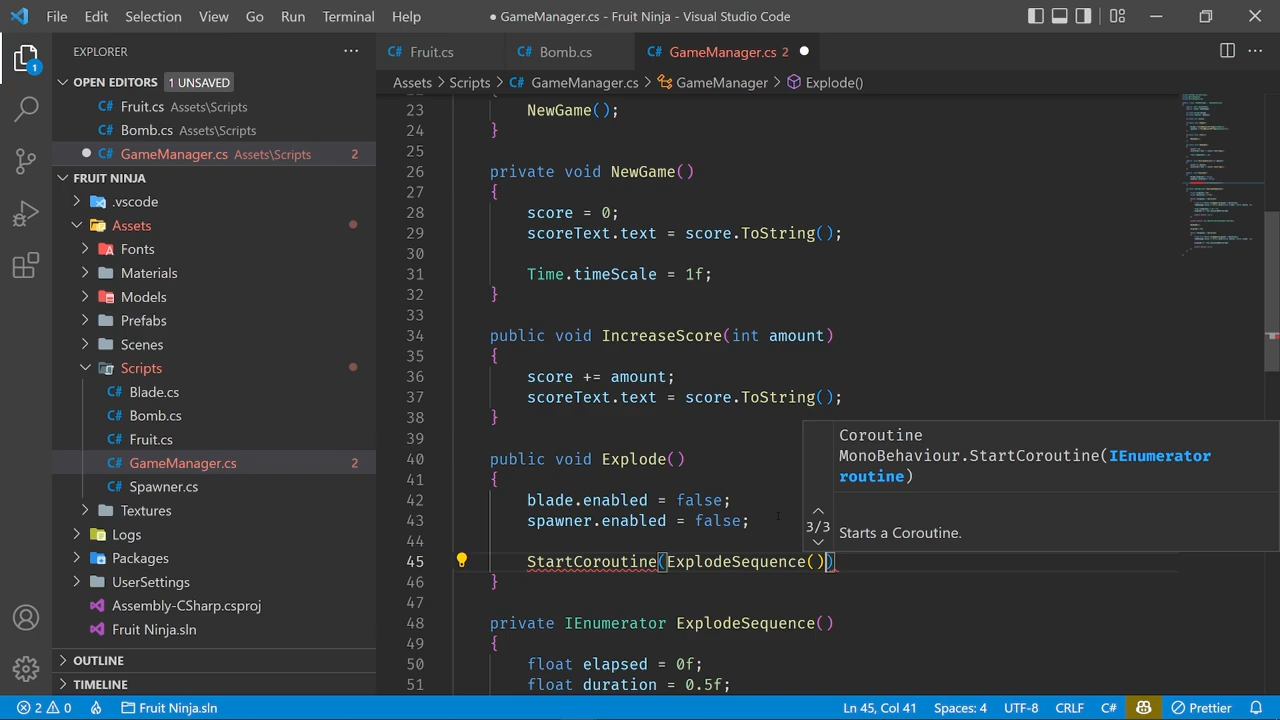 File Edit Selection View Go Run Terminal Help
● GameManager.cs - Fruit Ninja - Visual Studio Code
EXPLORER
OPEN EDITORS 1 UNSAVED
C# Fruit.cs Assets\Scripts
C# Bomb.cs Assets\Scripts
C# GameManager.cs Assets\Scripts 2
FRUIT NINJA
.vscode
Assets
Fonts
Materials
Models
Prefabs
Scenes
Scripts
C# Blade.cs
C# Bomb.cs
C# Fruit.cs
C# GameManager.cs 2
C# Spawner.cs
Textures
Logs
Packages
UserSettings
Assembly-CSharp.csproj
Fruit Ninja.sln
OUTLINE
TIMELINE
1
C# Fruit.cs C# Bomb.cs C# GameManager.cs 2
Assets > Scripts > C# GameManager.cs > GameManager > Explode()
23 NewGame();
24 }
25
26 private void NewGame()
27 {
28 score = 0;
29 scoreText.text = score.ToString();
30
31 Time.timeScale = 1f;
32 }
33
34 public void IncreaseScore(int amount)
35 {
36 score += amount;
37 scoreText.text = score.ToString();
38 }
39
40 public void Explode()
41 {
42 blade.enabled = false;
43 spawner.enabled = false;
44
45 StartCoroutine(ExplodeSequence())
46 }
47
48 private IEnumerator ExplodeSequence()
49 {
50 float elapsed = 0f;
51 float duration = 0.5f;
Coroutine
MonoBehaviour.StartCoroutine(IEnumerator
routine)
3/3
Starts a Coroutine.
2 0 Fruit Ninja.sln Ln 45, Col 41 Spaces: 4 UTF-8 CRLF C# Prettier